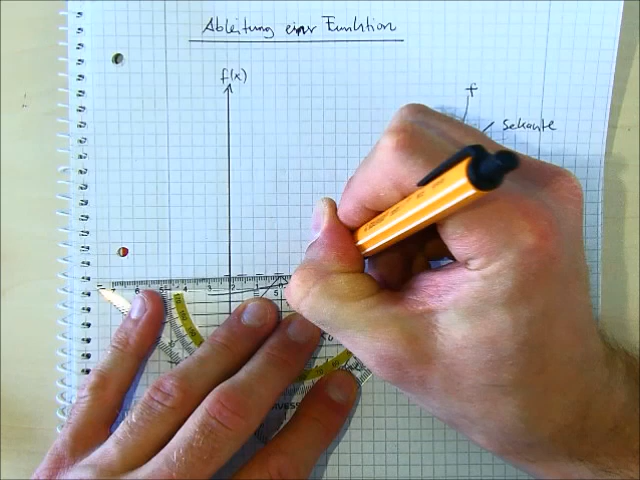 Ableitung einer Funktion
f(x)
f
Sekante